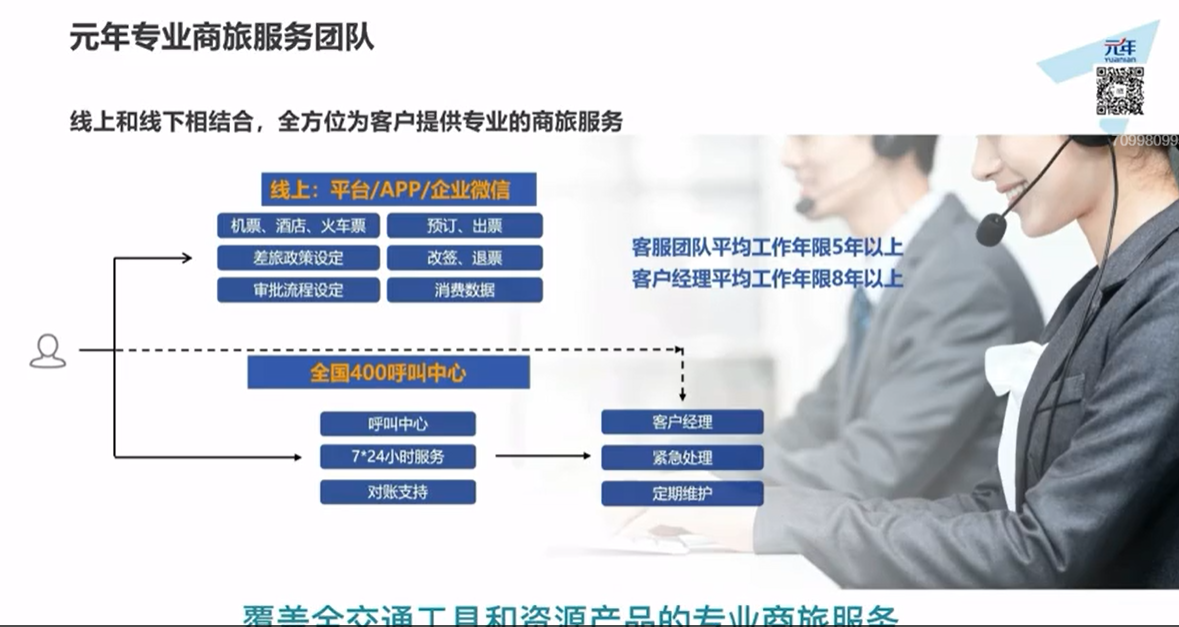 元年专业商旅服务团队
元年
YUANIAN
线上和线下相结合，全方位为客户提供专业的商旅服务
70998099
线上：平台/APP/企业微信
机票、酒店、火车票
预订、出票
差旅政策设定
改签、退票
审批流程设定
消费数据
客服团队平均工作年限5年以上
客户经理平均工作年限8年以上
全国400呼叫中心
呼叫中心
7*24小时服务
对账支持
客户经理
紧急处理
定期维护
覆盖全交通工具和资源产品的专业商旅服务